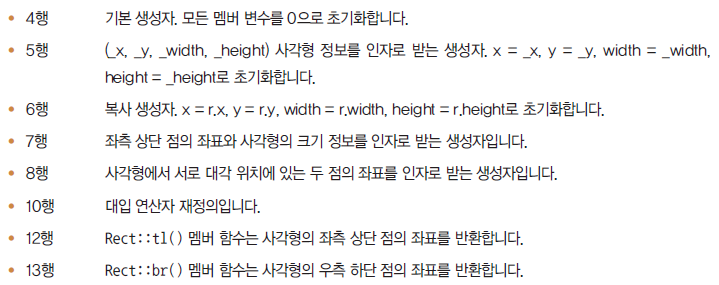 • 4행 기본 생성자. 모든 멤버 변수를 0으로 초기화합니다.
• 5행 (_x, _y, _width, _height) 사각형 정보를 인자로 받는 생성자. x = _x, y = _y, width = _width,
height = _height로 초기화합니다.
• 6행 복사 생성자. x = r.x, y = r.y, width = r.width, height = r.height로 초기화합니다.
• 7행 좌측 상단 점의 좌표와 사각형의 크기 정보를 인자로 받는 생성자입니다.
• 8행 사각형에서 서로 대각 위치에 있는 두 점의 좌표를 인자로 받는 생성자입니다.
• 10행 대입 연산자 재정의입니다.
• 12행 Rect::tl() 멤버 함수는 사각형의 좌측 상단 점의 좌표를 반환합니다.
• 13행 Rect::br() 멤버 함수는 사각형의 우측 하단 점의 좌표를 반환합니다.